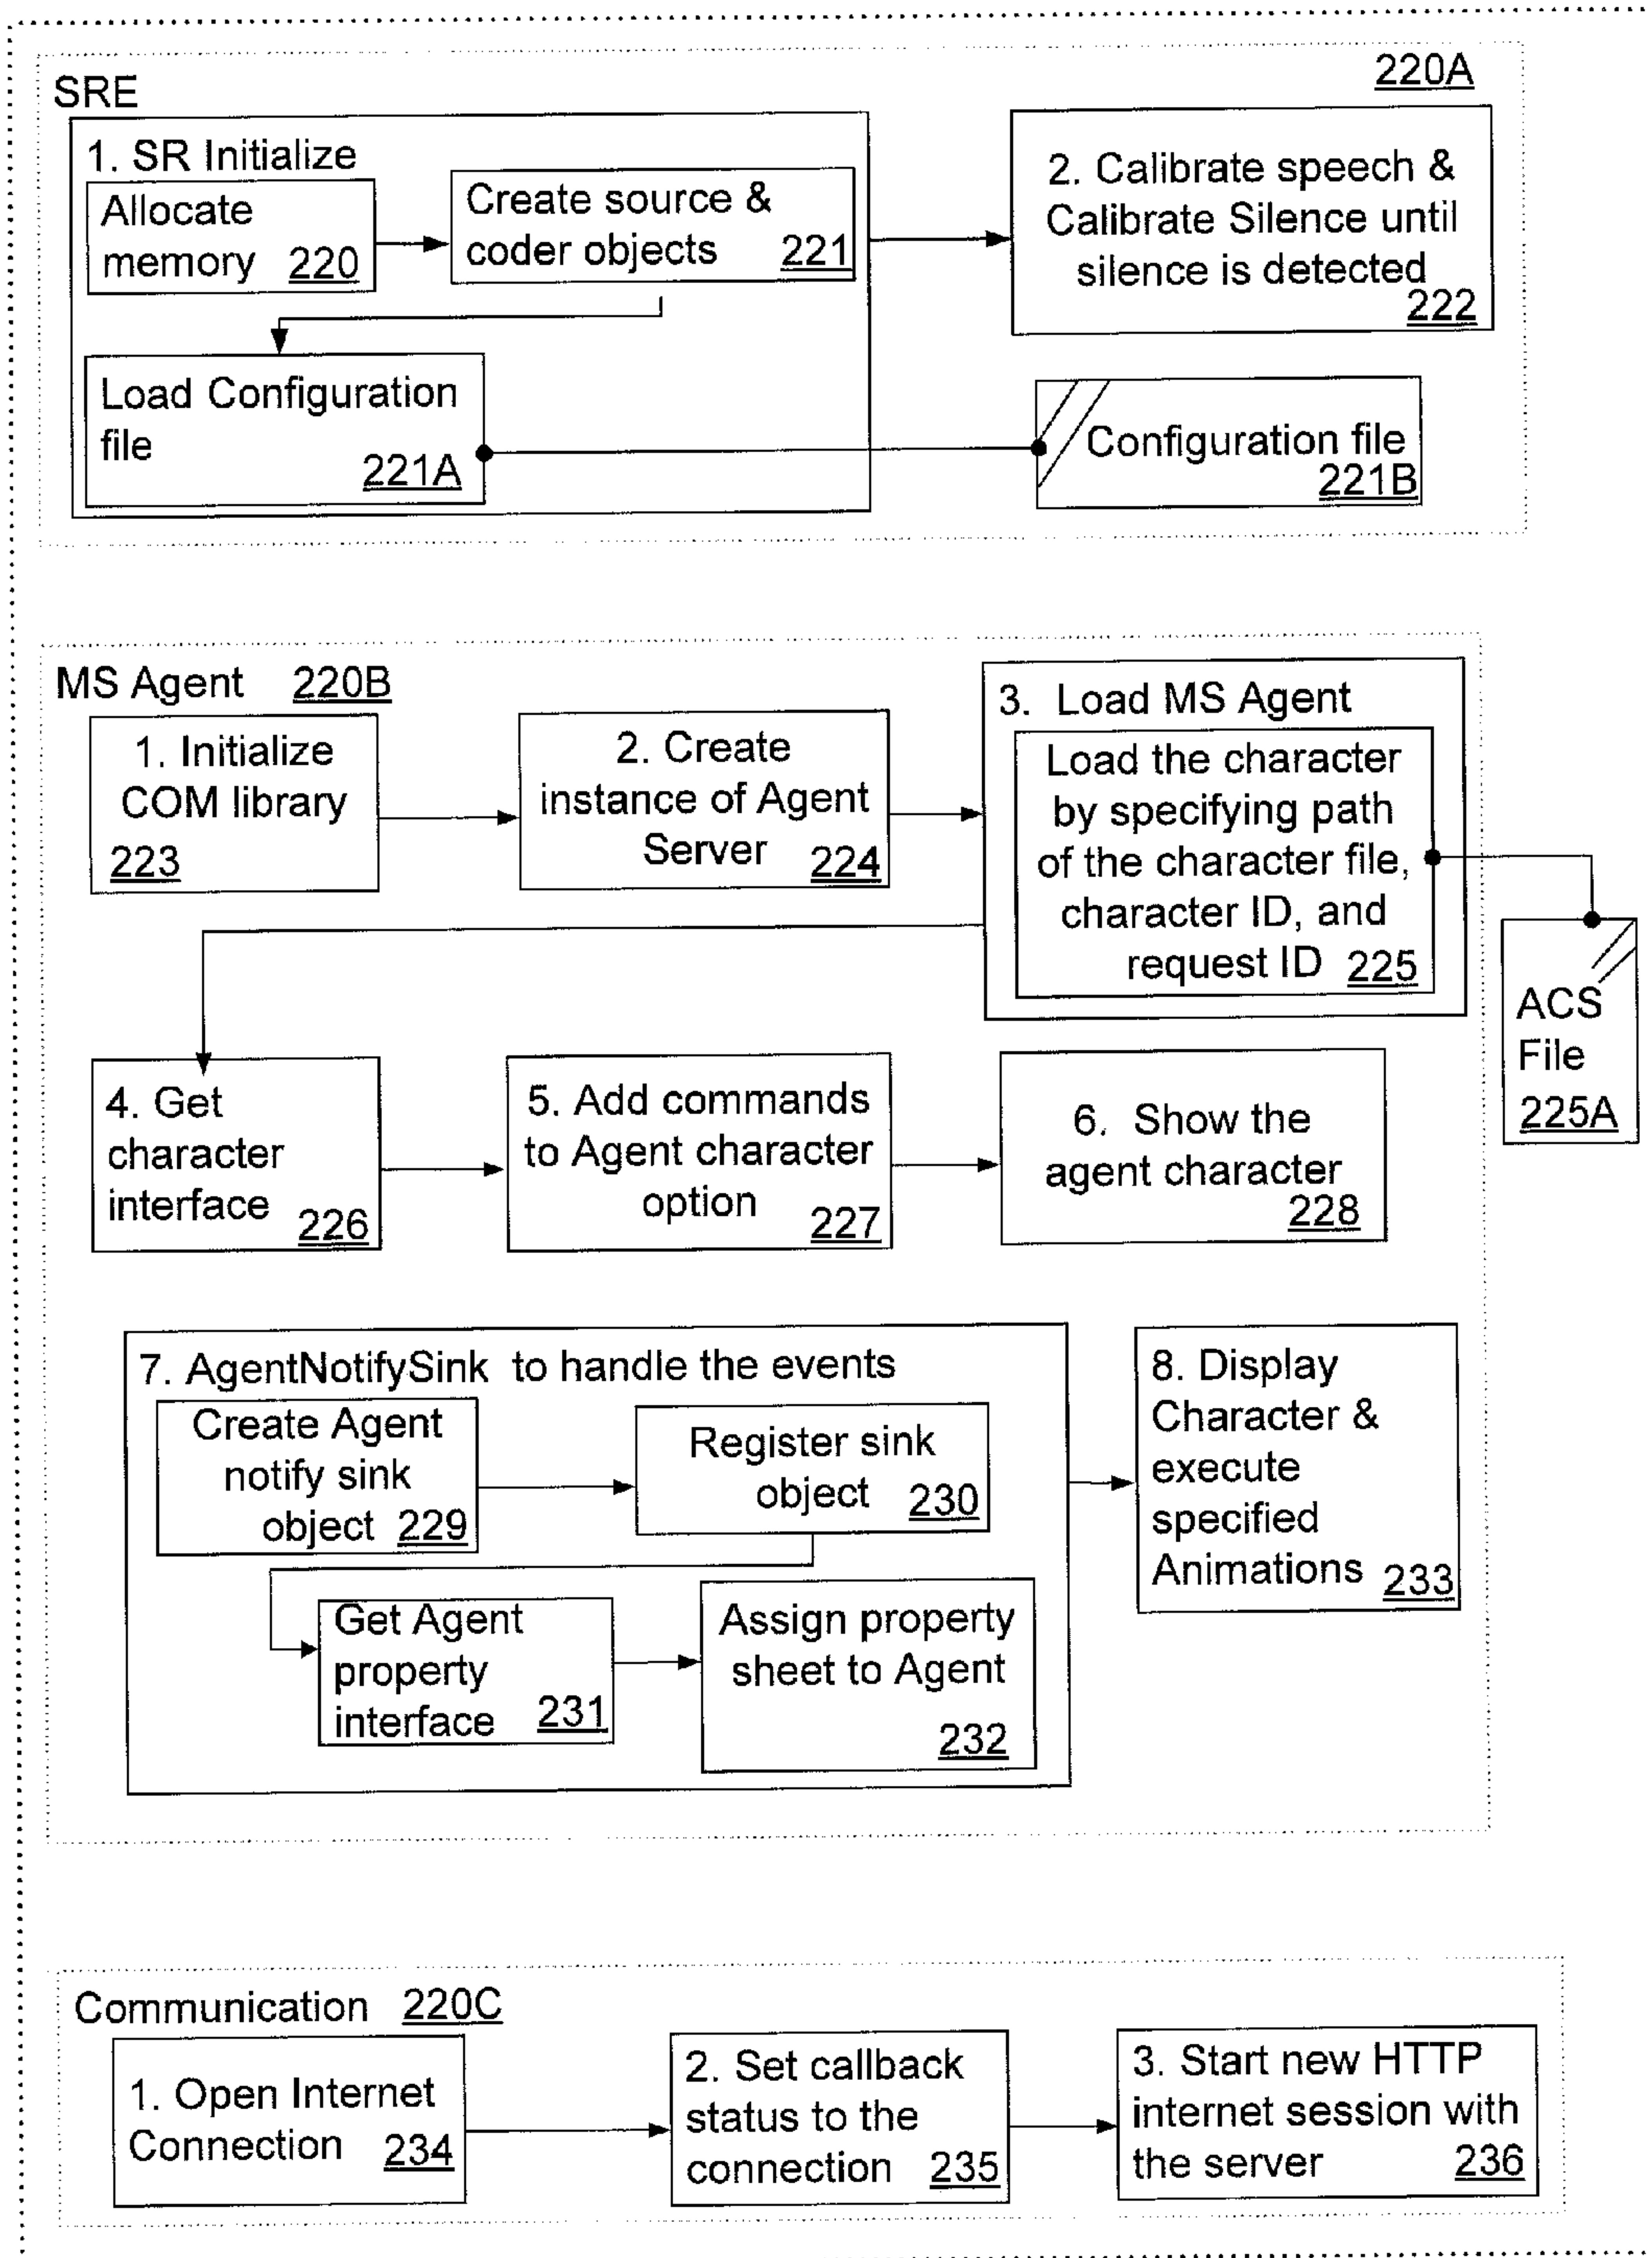 220A
SRE
1. SR Initialize
Allocate
memory 220
Create source &
coder objects 221
2. Calibrate speech &
Calibrate Silence until
silence is detected
222
Load Configuration
file
221A
Configuration file
221B
MS Agent 220B
1. Initialize
COM library
223
2. Create
instance of Agent
Server 224
3. Load MS Agent
Load the character
by specifying path
of the character file,
character ID, and
request ID 225
ACS
File
225A
4. Get
character
interface 226
5. Add commands
to Agent character
option 227
6. Show the
agent character
228
7. AgentNotifySink to handle the events
Create Agent
notify sink
object 229
Register sink
object 230
Get Agent
property
interface 231
Assign property
sheet to Agent
232
8. Display
Character &
execute
specified
Animations 233
Communication 220C
1. Open Internet
Connection 234
2. Set callback
status to the
connection 235
3. Start new HTTP
internet session with
the server 236